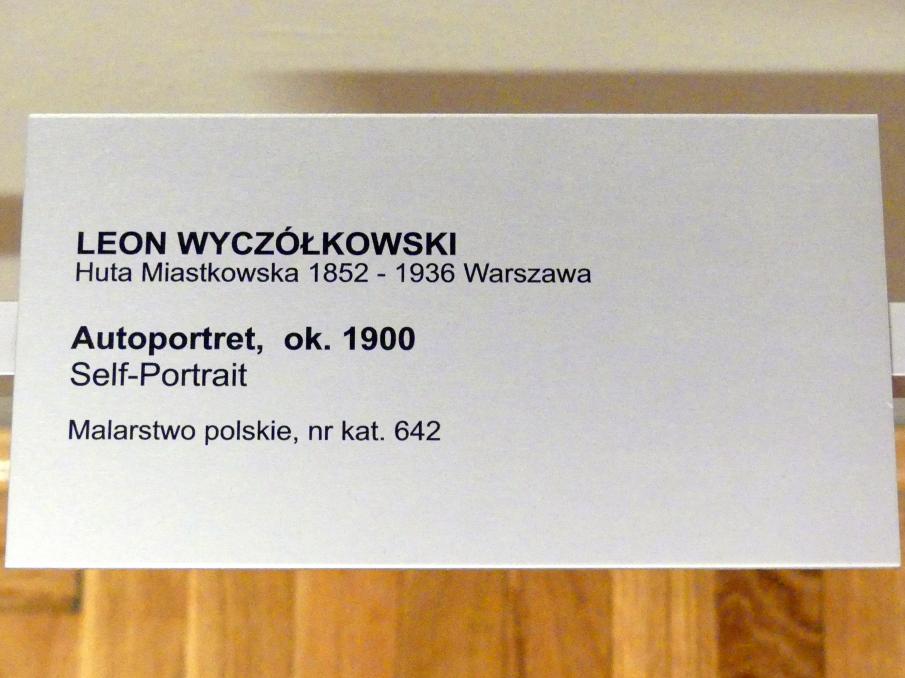 LEON WYCZÓŁKOWSKI
Huta Miastkowska 1852 - 1936 Warszawa
Autoportret, ok. 1900
Self-Portrait
Malarstwo polskie, nr kat. 642